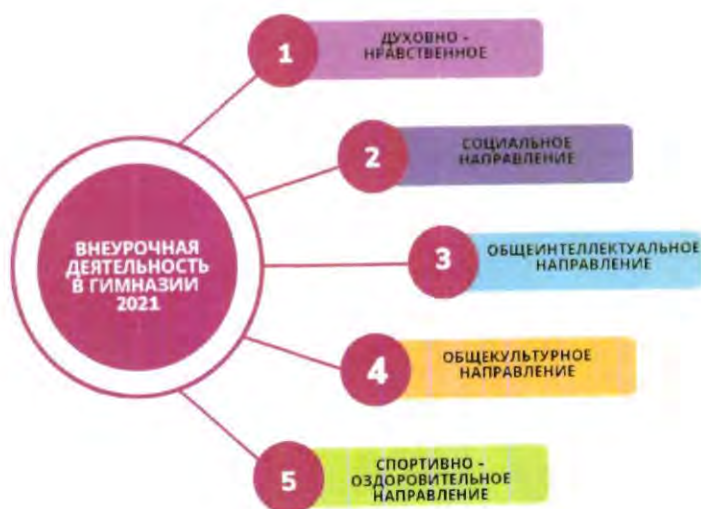 1
ДУХОВНО -
НРАВСТВЕННОЕ
2
СОЦИАЛЬНОЕ
НАПРАВЛЕНИЕ
ВНЕУРОЧНАЯ
ДЕЯТЕЛЬНОСТЬ
В ГИМНАЗИИ
2021
3
ОБЩЕИНТЕЛЛЕКТУАЛЬНОЕ
НАПРАВЛЕНИЕ
4
ОБЩЕКУЛЬТУРНОЕ
НАПРАВЛЕНИЕ
5
СПОРТИВНО -
ОЗДОРОВИТЕЛЬНОЕ
НАПРАВЛЕНИЕ